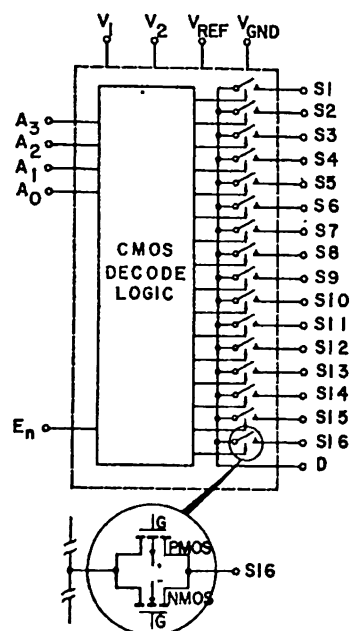 V1 V2 VREF VGND
A3
A2
A1
A0
En
CMOS
DECODE
LOGIC
S1
S2
S3
S4
S5
S6
S7
S8
S9
S10
S11
S12
S13
S14
S15
S16
D
G
PMOS
NMOS
G
S16